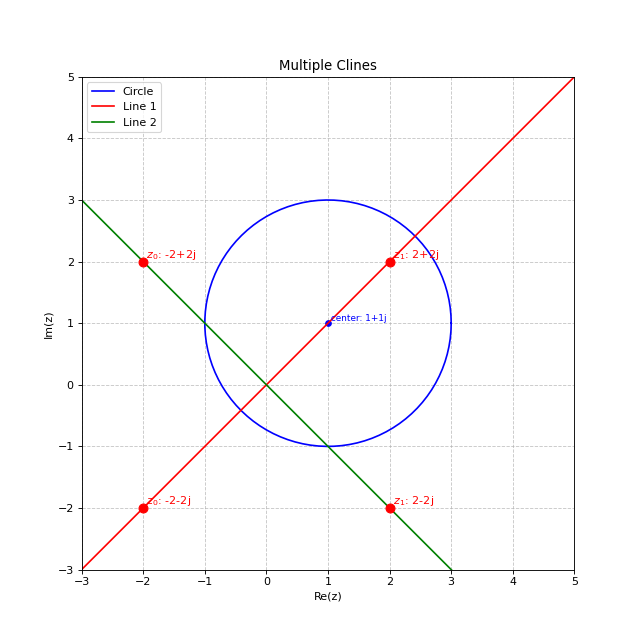 Multiple Clines
Circle
Line 1
Line 2
z₀: -2+2j
z₁: 2+2j
center: 1+1j
z₀: -2-2j
z₁: 2-2j
5
4
3
2
1
0
−1
−2
−3
−3 −2 −1 0 1 2 3 4 5
Im(z)
Re(z)